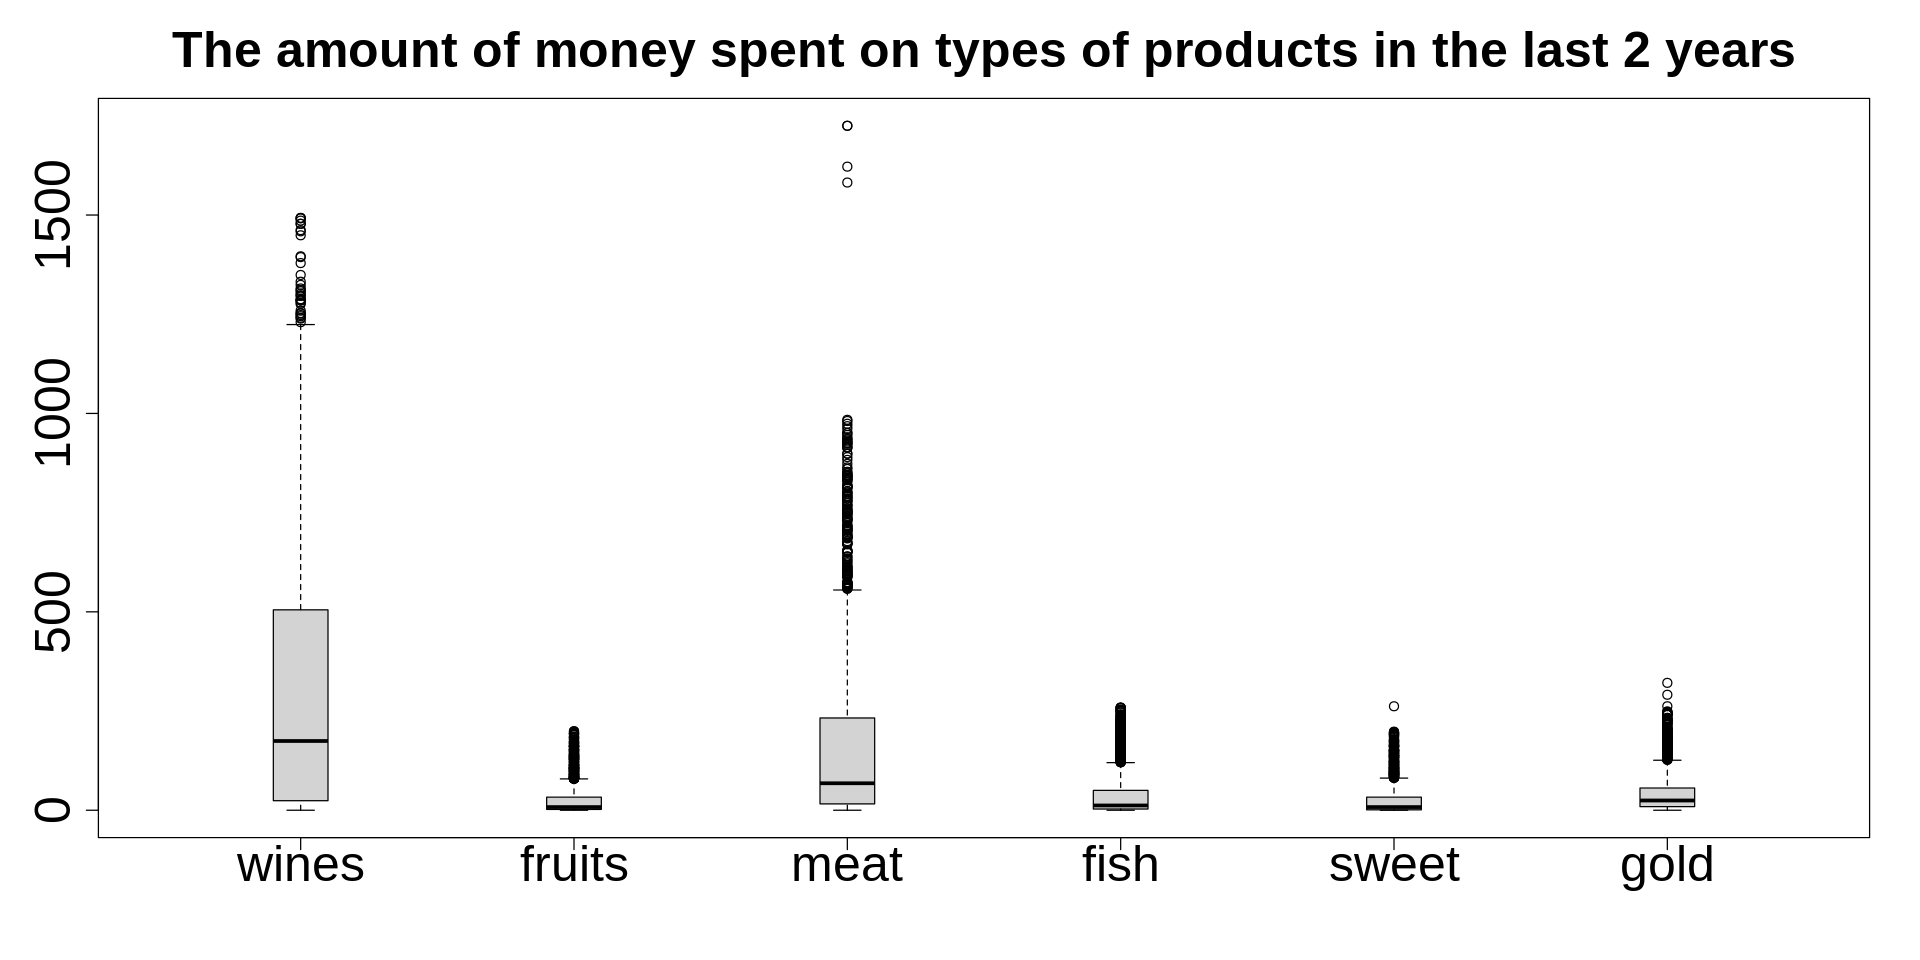 The amount of money spent on types of products in the last 2 years
1500
1000
500
0
wines fruits meat fish sweet gold